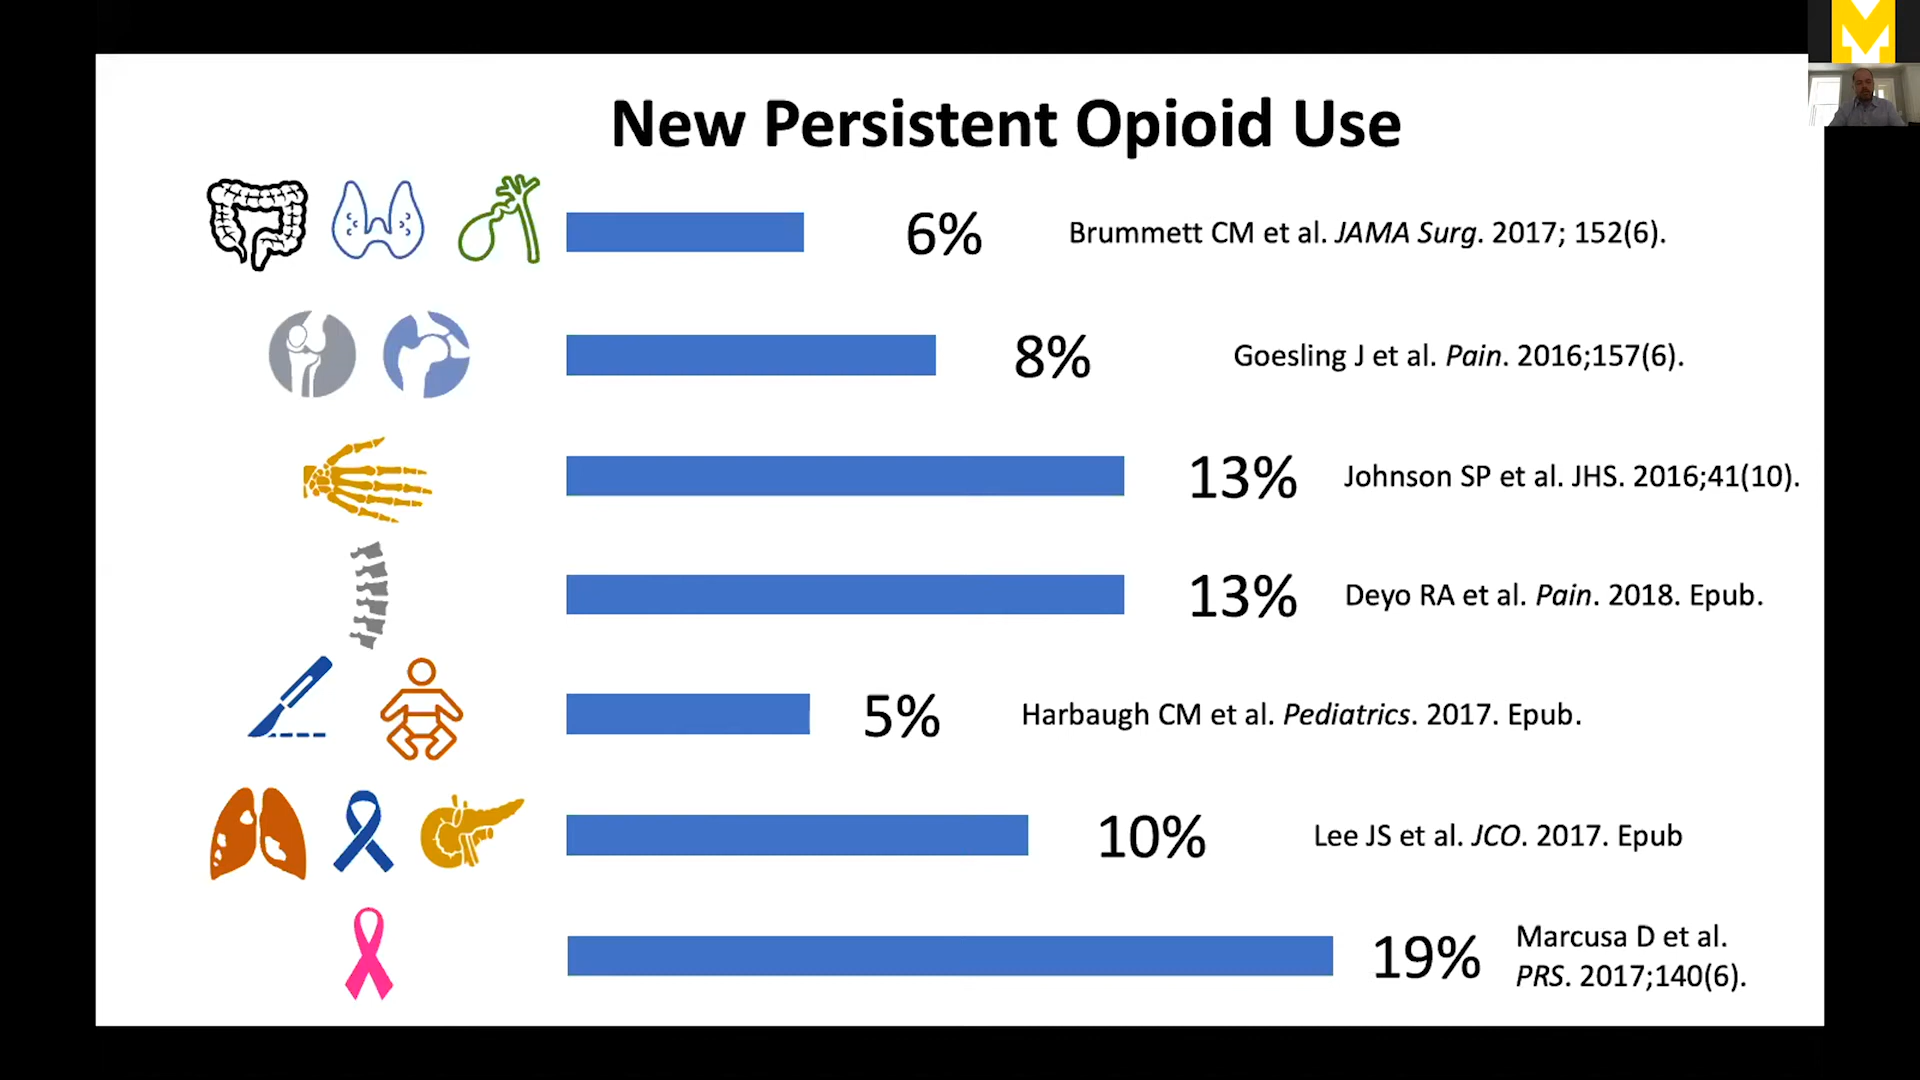 M
New Persistent Opioid Use
6% Brummett CM et al. JAMA Surg. 2017; 152(6).
8% Goesling J et al. Pain. 2016;157(6).
13% Johnson SP et al. JHS. 2016;41(10).
13% Deyo RA et al. Pain. 2018. Epub.
5% Harbaugh CM et al. Pediatrics. 2017. Epub.
10% Lee JS et al. JCO. 2017. Epub
19% Marcusa D et al.
PRS. 2017;140(6).